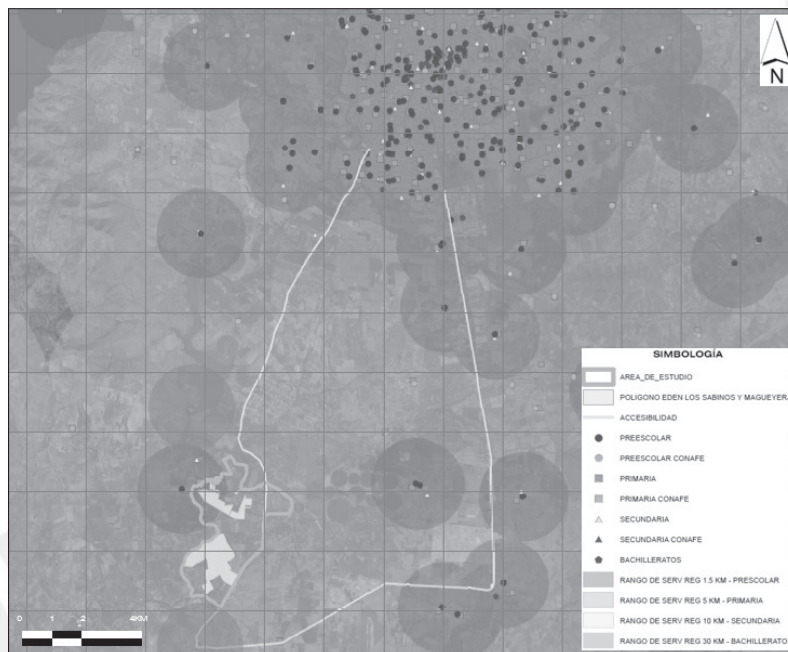 N
SIMBOLOGÍA
AREA_DE_ESTUDIO
POLIGONO EDEN LOS SABINOS Y MAGUEYERA
ACCESIBILIDAD
PREESCOLAR
PREESCOLAR CONAFE
PRIMARIA
PRIMARIA CONAFE
SECUNDARIA
SECUNDARIA CONAFE
BACHILLERATOS
RANGO DE SERV REG 1.5 KM - PRESCOLAR
RANGO DE SERV REG 5 KM - PRIMARIA
RANGO DE SERV REG 10 KM - SECUNDARIA
RANGO DE SERV REG 30 KM - BACHILLERATO
0 1 2 4KM